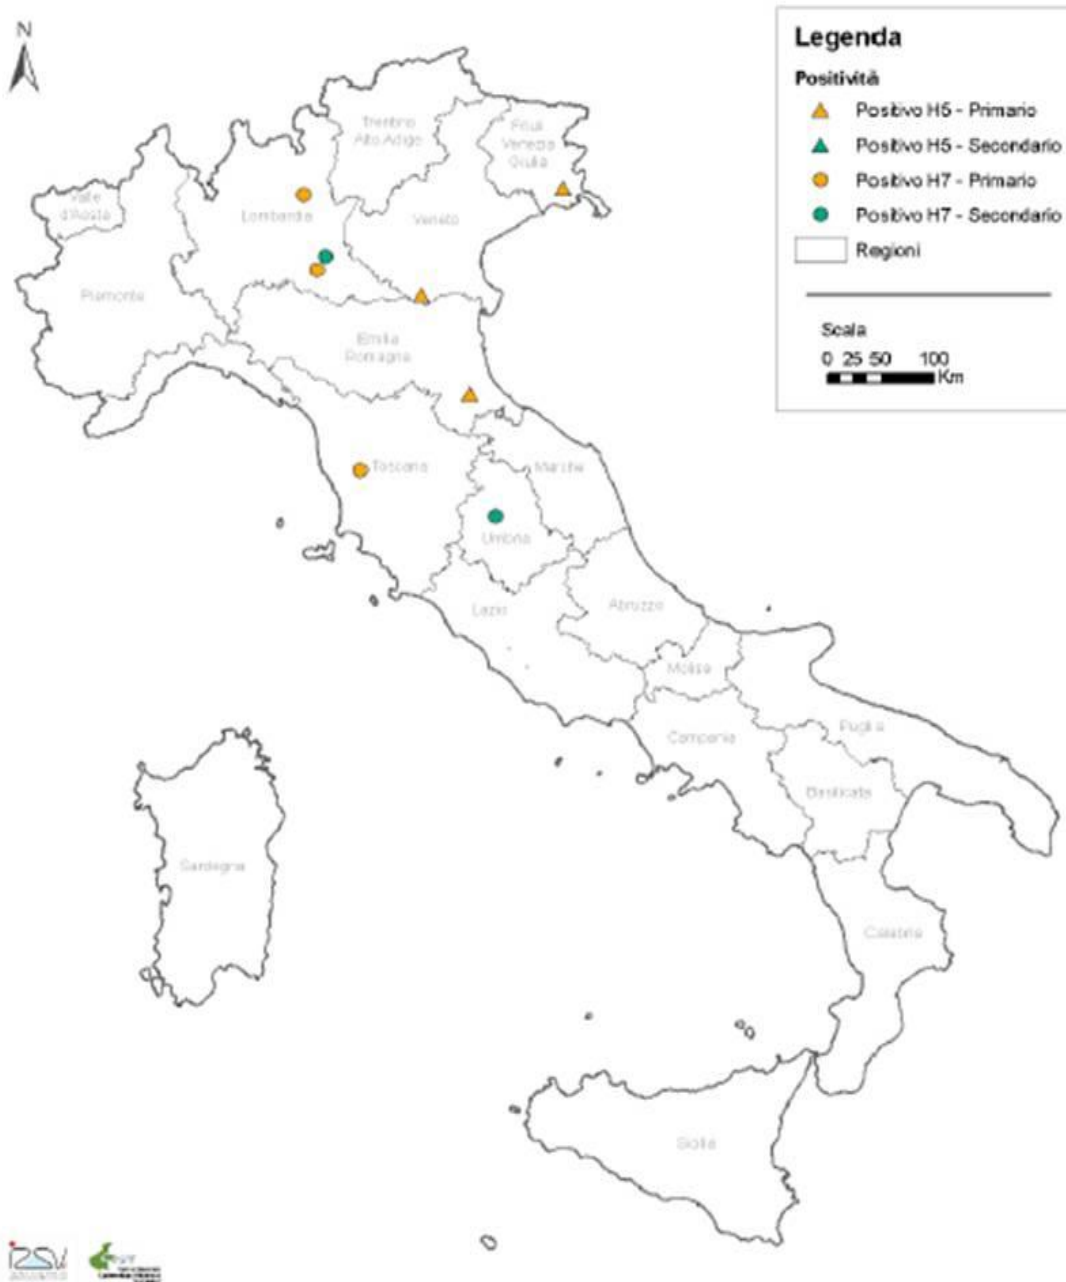 N
Legenda
Positività
Positivo H5 - Primario
Positivo H5 - Secondario
Positivo H7 - Primario
Positivo H7 - Secondario
Regioni
Scala
0 25 50 100
Km
Trentino
Alto Adige
Friuli
Venezia
Giulia
Valle
d'Aosta
Lombardia
Veneto
Piemonte
Emilia
Romagna
Toscana
Marche
Umbria
Lazio
Abruzzo
Molise
Campania
Puglia
Basilicata
Sardegna
Calabria
Sicilia